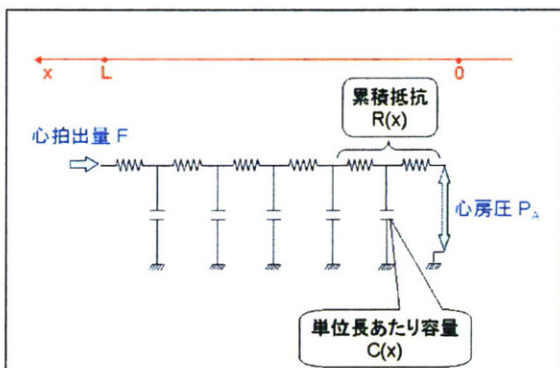 x L 0
累積抵抗
R(x)
心拍出量 F
心房圧 PA
単位長あたり容量
C(x)